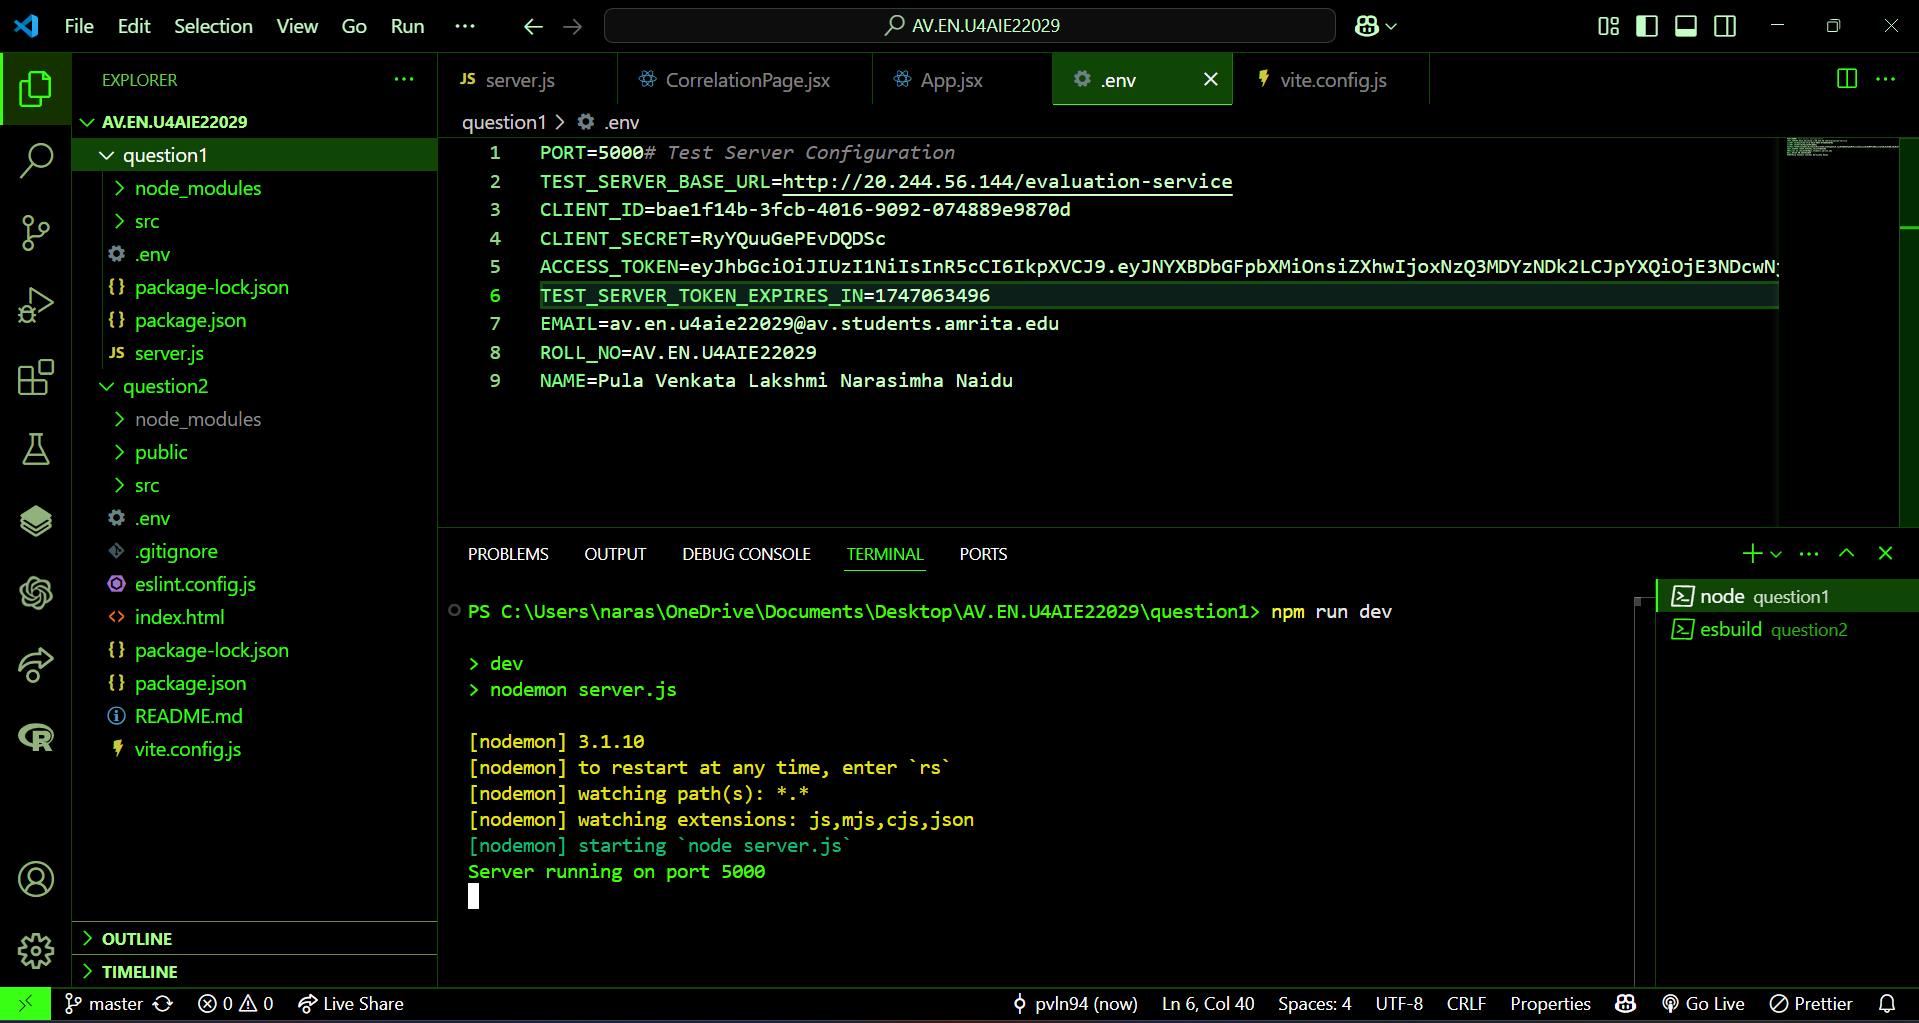 File Edit Selection View Go Run ··· AV.EN.U4AIE22029
EXPLORER ···
AV.EN.U4AIE22029
question1
node_modules
src
.env
package-lock.json
package.json
JS server.js
question2
node_modules
public
src
.env
.gitignore
eslint.config.js
index.html
package-lock.json
package.json
README.md
vite.config.js
OUTLINE
TIMELINE
JS server.js CorrelationPage.jsx App.jsx .env vite.config.js
question1 > .env
1 PORT=5000# Test Server Configuration
2 TEST_SERVER_BASE_URL=http://20.244.56.144/evaluation-service
3 CLIENT_ID=bae1f14b-3fcb-4016-9092-074889e9870d
4 CLIENT_SECRET=RyYQuuGePEvDQDSc
5 ACCESS_TOKEN=eyJhbGciOiJIUzI1NiIsInR5cCI6IkpXVCJ9.eyJNYXBDbGFpbXMiOnsiZXhwIjoxNzQ3MDYzNDk2LCJpYXQiOjE3NDcwNj
6 TEST_SERVER_TOKEN_EXPIRES_IN=1747063496
7 EMAIL=av.en.u4aie22029@av.students.amrita.edu
8 ROLL_NO=AV.EN.U4AIE22029
9 NAME=Pula Venkata Lakshmi Narasimha Naidu
PROBLEMS OUTPUT DEBUG CONSOLE TERMINAL PORTS
PS C:\Users\naras\OneDrive\Documents\Desktop\AV.EN.U4AIE22029\question1> npm run dev
> dev
> nodemon server.js
[nodemon] 3.1.10
[nodemon] to restart at any time, enter `rs`
[nodemon] watching path(s): *.*
[nodemon] watching extensions: js,mjs,cjs,json
[nodemon] starting `node server.js`
Server running on port 5000
node question1
esbuild question2
master 0 0 Live Share pvln94 (now) Ln 6, Col 40 Spaces: 4 UTF-8 CRLF Properties Go Live Prettier